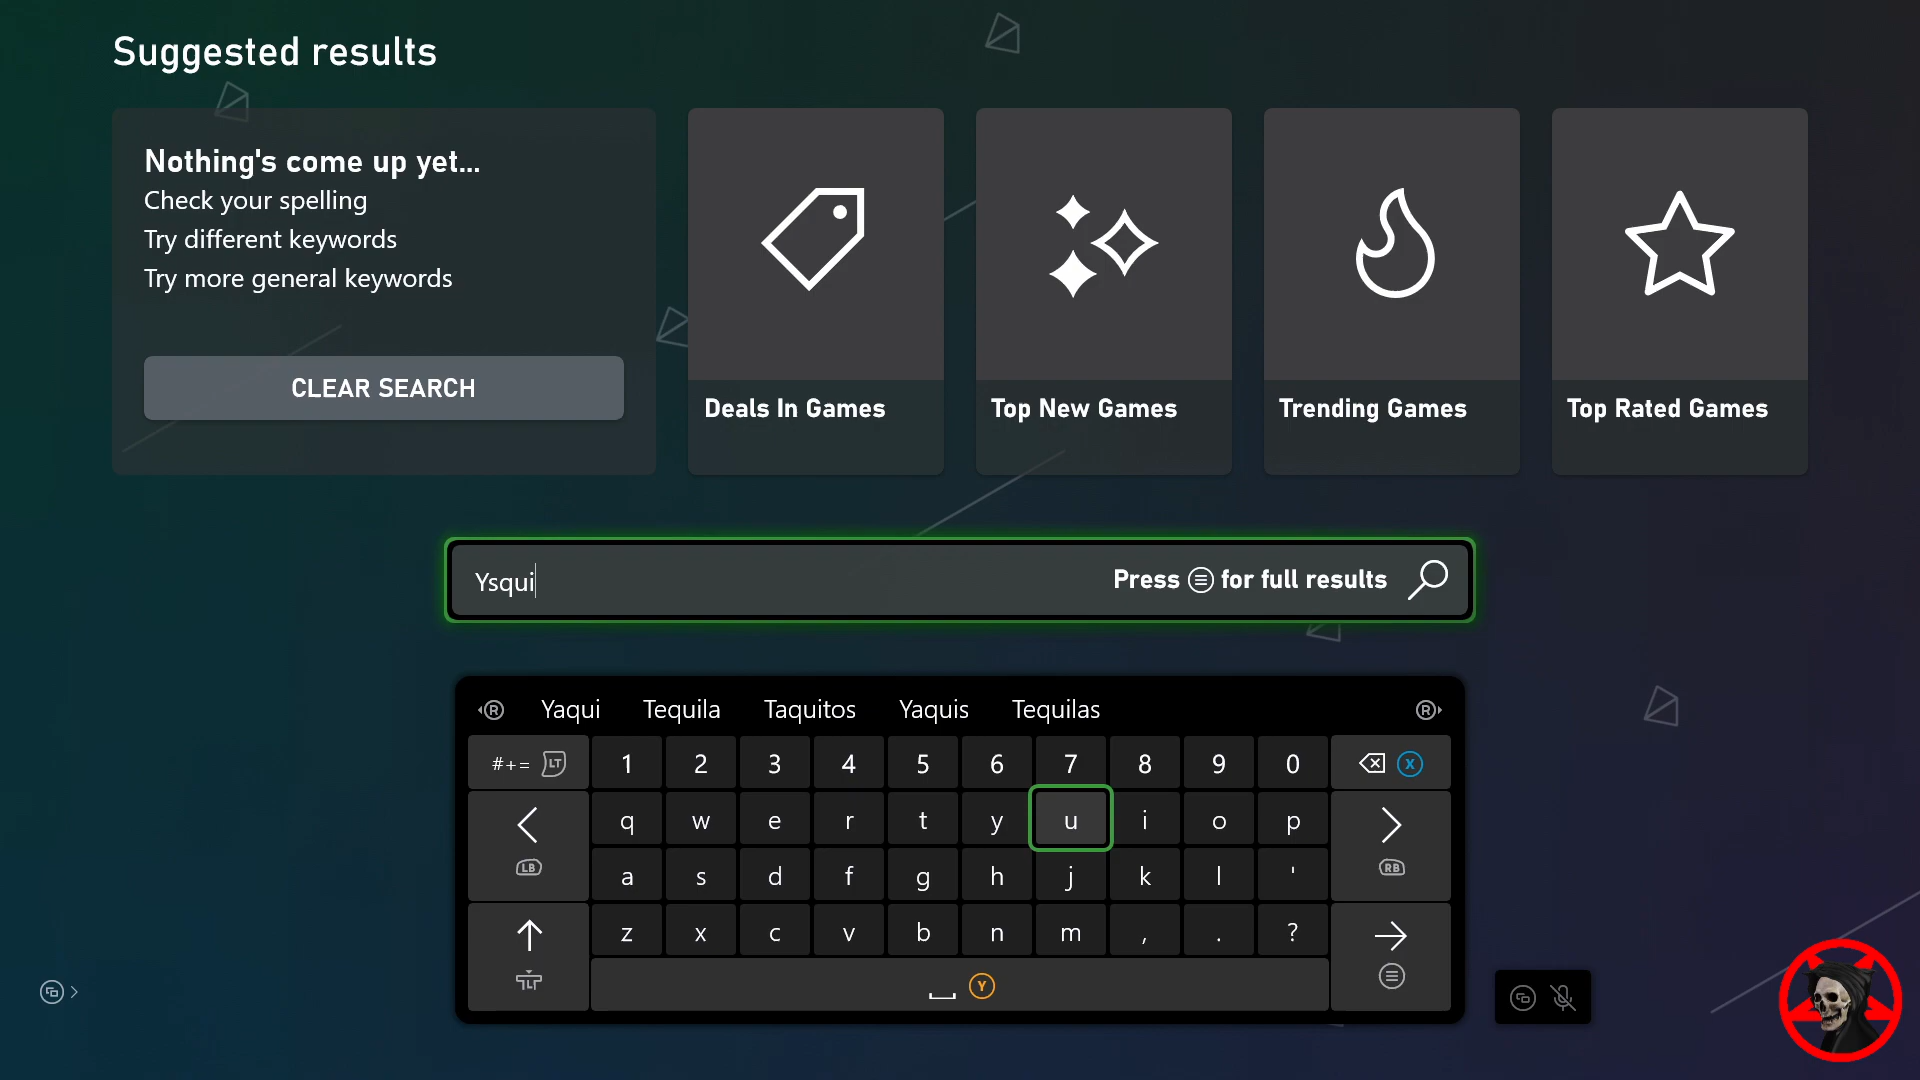 Suggested results
Nothing's come up yet...
Check your spelling
Try different keywords
Try more general keywords
CLEAR SEARCH
Deals In Games
Top New Games
Trending Games
Top Rated Games
Ysqui
Press for full results
R Yaqui Tequila Taquitos Yaquis Tequilas R
#+= LT 1 2 3 4 5 6 7 8 9 0 X
q w e r t y u i o p
LB a s d f g h j k l ' RB
z x c v b n m , . ?
Y